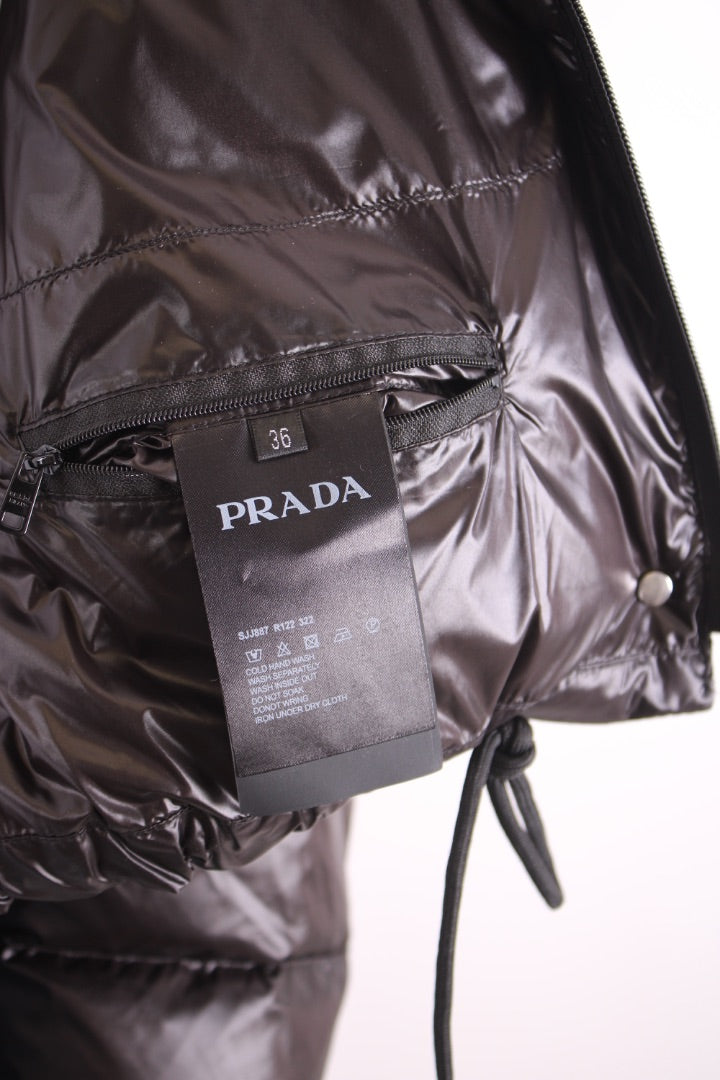 36
PRADA
SJJ887 R122 322
COLD HAND WASH
WASH SEPARATELY
WASH INSIDE OUT
DO NOT SOAK
DONOT WRING
IRON UNDER DRY CLOTH